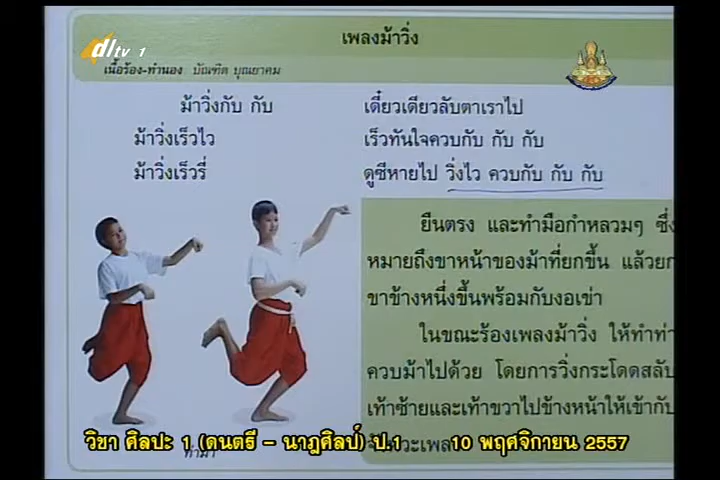 dltv 1
เพลงม้าวิ่ง
เนื้อร้อง-ทำนอง บัณฑิต บุณยาคม
ม้าวิ่งกับ กับ เดี๋ยวเดียวลับตาเราไป
ม้าวิ่งเร็วไว เร็วทันใจควบกับ กับ กับ
ม้าวิ่งเร็วรี่ ดูซีหายไป วิ่งไว ควบกับ กับ กับ
ยืนตรง และทำมือกำหลวมๆ ซึ่ง
หมายถึงขาหน้าของม้าที่ยกขึ้น แล้วยก
ขาข้างหนึ่งขึ้นพร้อมกับงอเข่า
ในขณะร้องเพลงม้าวิ่ง ให้ทำท่า
ควบม้าไปด้วย โดยการวิ่งกระโดดสลับ
เท้าซ้ายและเท้าขวาไปข้างหน้าให้เข้ากับ
วิชา ศิลปะ 1 (ดนตรี - นาฏศิลป์) ป.1 10 พฤศจิกายน 2557